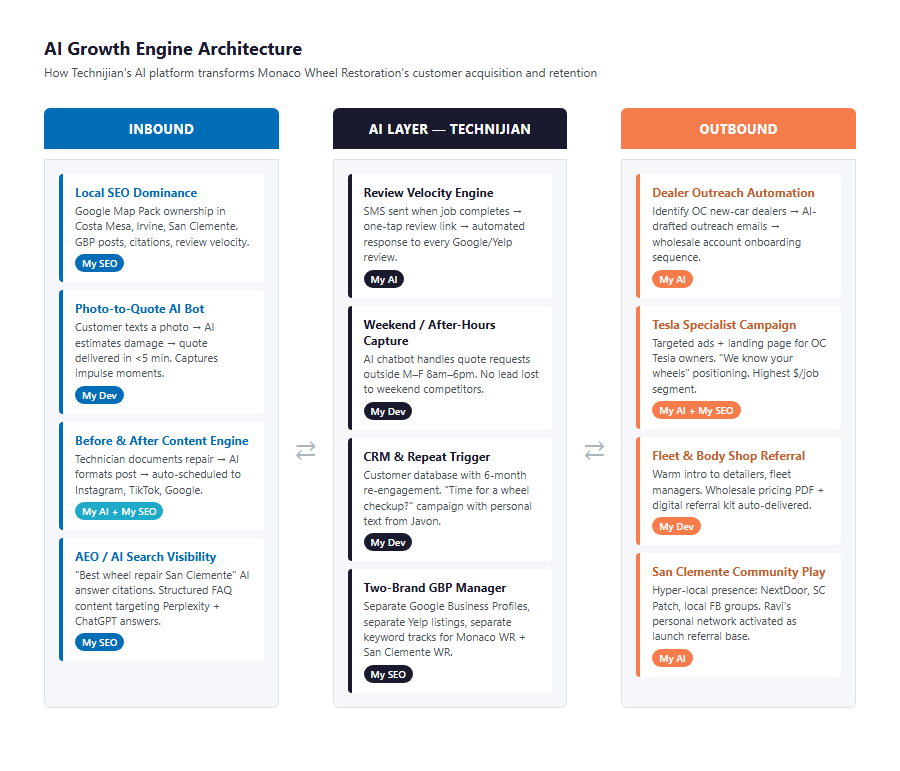 AI Growth Engine Architecture
How Technijian's AI platform transforms Monaco Wheel Restoration's customer acquisition and retention
INBOUND
Local SEO Dominance
Google Map Pack ownership in
Costa Mesa, Irvine, San Clemente.
GBP posts, citations, review velocity.
My SEO
Photo-to-Quote AI Bot
Customer texts a photo → AI
estimates damage → quote
delivered in <5 min. Captures
impulse moments.
My Dev
Before & After Content Engine
Technician documents repair → AI
formats post → auto-scheduled to
Instagram, TikTok, Google.
My AI + My SEO
AEO / AI Search Visibility
"Best wheel repair San Clemente" AI
answer citations. Structured FAQ
content targeting Perplexity +
ChatGPT answers.
My SEO
AI LAYER — TECHNIJIAN
Review Velocity Engine
SMS sent when job completes →
one-tap review link → automated
response to every Google/Yelp
review.
My AI
Weekend / After-Hours
Capture
AI chatbot handles quote requests
outside M–F 8am–6pm. No lead lost
to weekend competitors.
My Dev
CRM & Repeat Trigger
Customer database with 6-month
re-engagement. "Time for a wheel
checkup?" campaign with personal
text from Javon.
My Dev
Two-Brand GBP Manager
Separate Google Business Profiles,
separate Yelp listings, separate
keyword tracks for Monaco WR +
San Clemente WR.
My SEO
OUTBOUND
Dealer Outreach Automation
Identify OC new-car dealers → AI-
drafted outreach emails →
wholesale account onboarding
sequence.
My AI
Tesla Specialist Campaign
Targeted ads + landing page for OC
Tesla owners. "We know your
wheels" positioning. Highest $/job
segment.
My AI + My SEO
Fleet & Body Shop Referral
Warm intro to detailers, fleet
managers. Wholesale pricing PDF +
digital referral kit auto-delivered.
My Dev
San Clemente Community Play
Hyper-local presence: NextDoor, SC
Patch, local FB groups. Ravi's
personal network activated as
launch referral base.
My AI